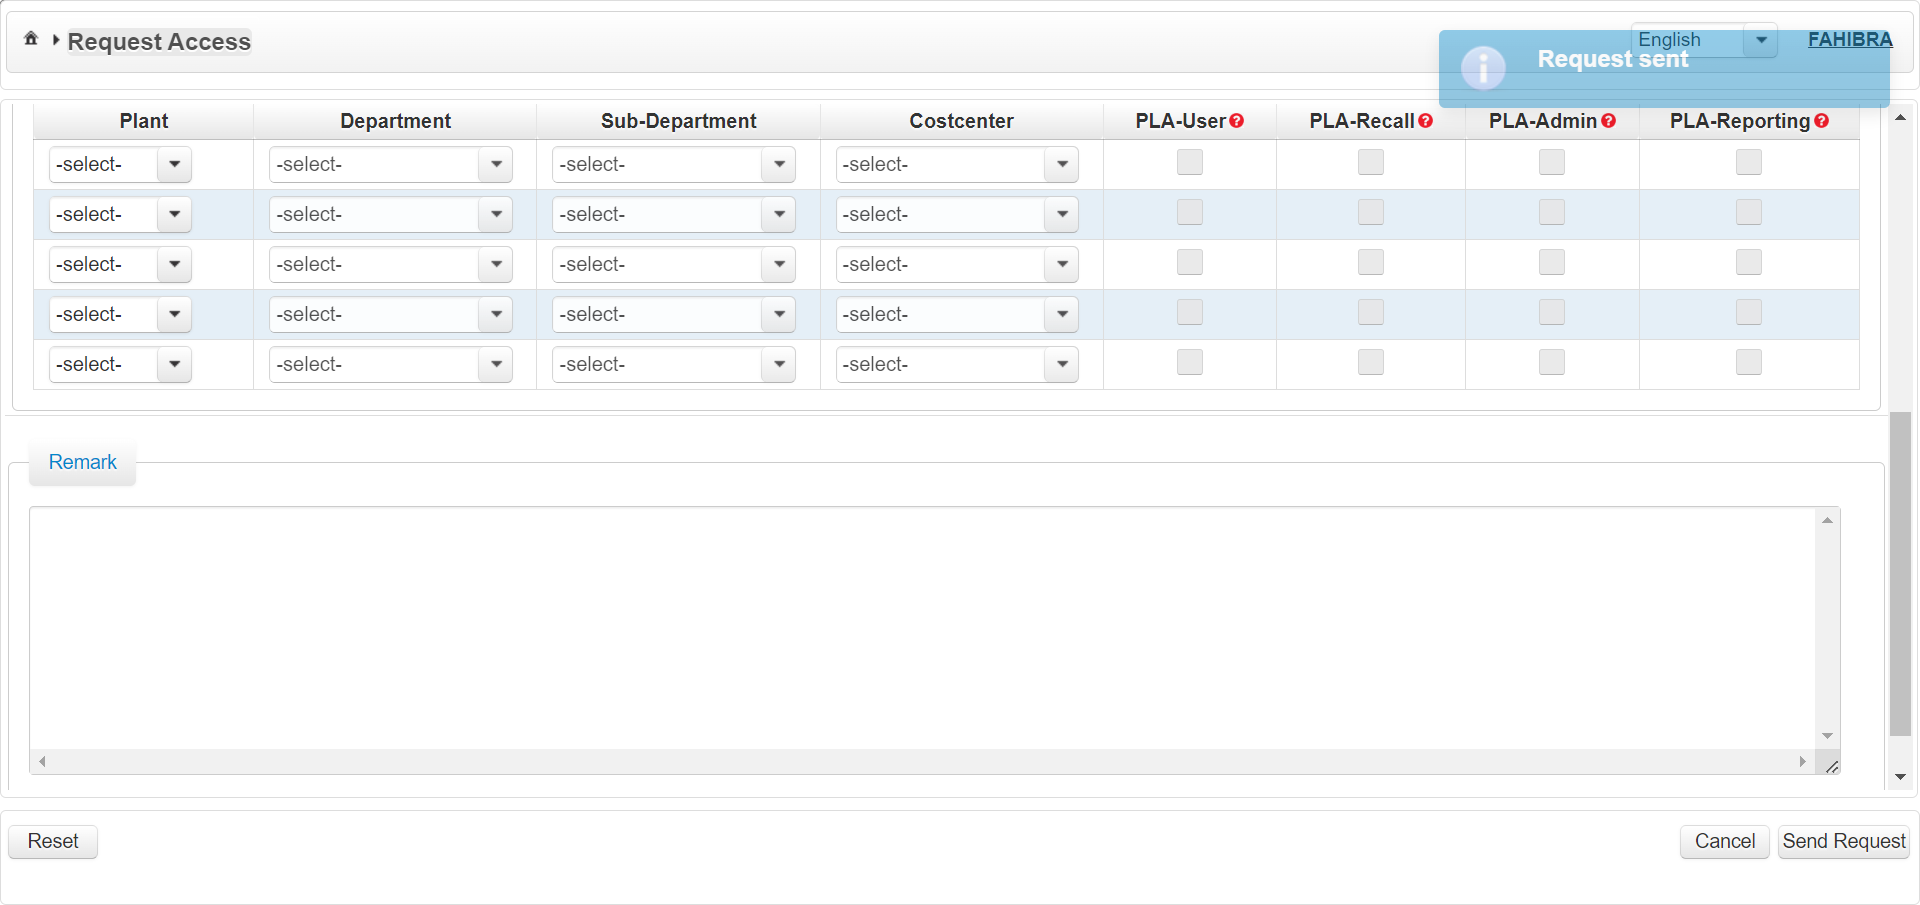 Request Access
English
FAHIBRA
Request sent
Plant Department Sub-Department Costcenter PLA-User PLA-Recall PLA-Admin PLA-Reporting
-select- -select- -select- -select-
-select- -select- -select- -select-
-select- -select- -select- -select-
-select- -select- -select- -select-
-select- -select- -select- -select-
Remark
Reset Cancel Send Request